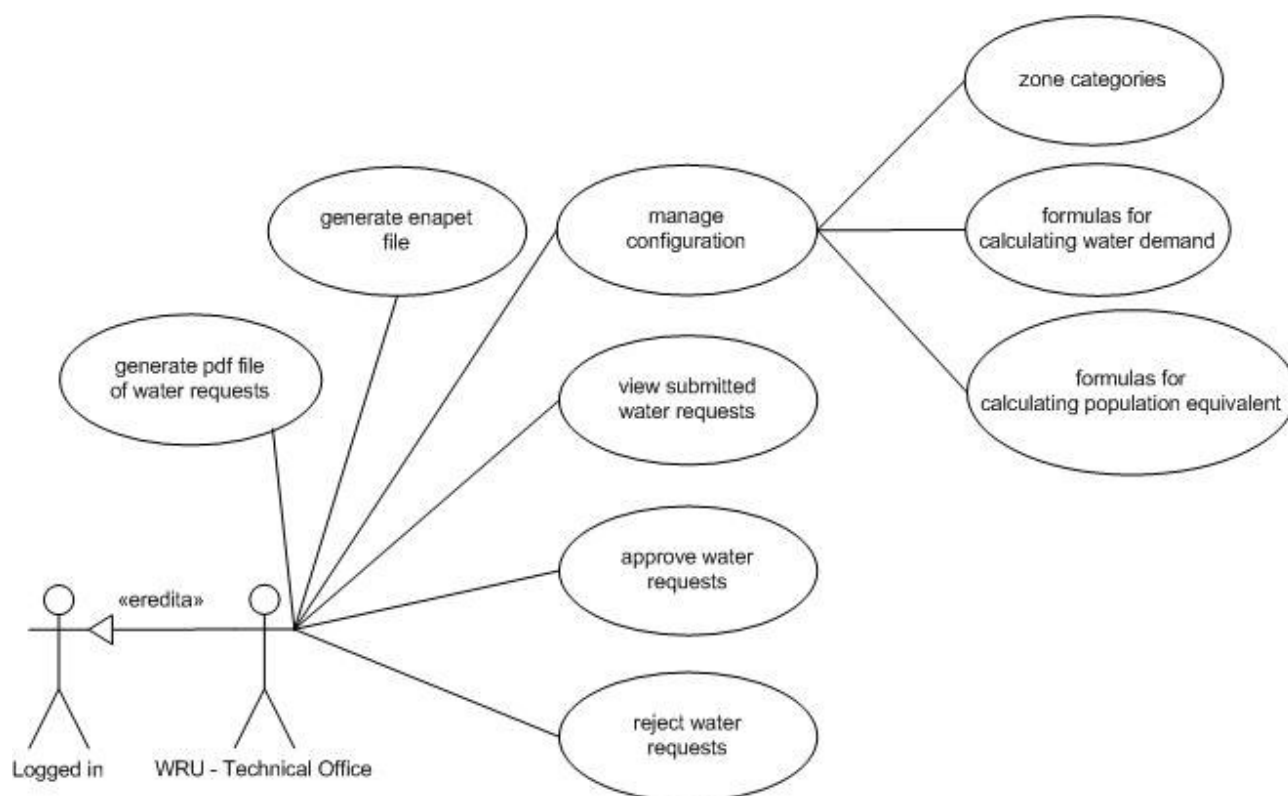 zone categories
generate enapet
file
manage
configuration
formulas for
calculating water demand
generate pdf file
of water requests
view submitted
water requests
formulas for
calculating population equivalent
approve water
requests
«eredita»
reject water
requests
Logged in
WRU - Technical Office